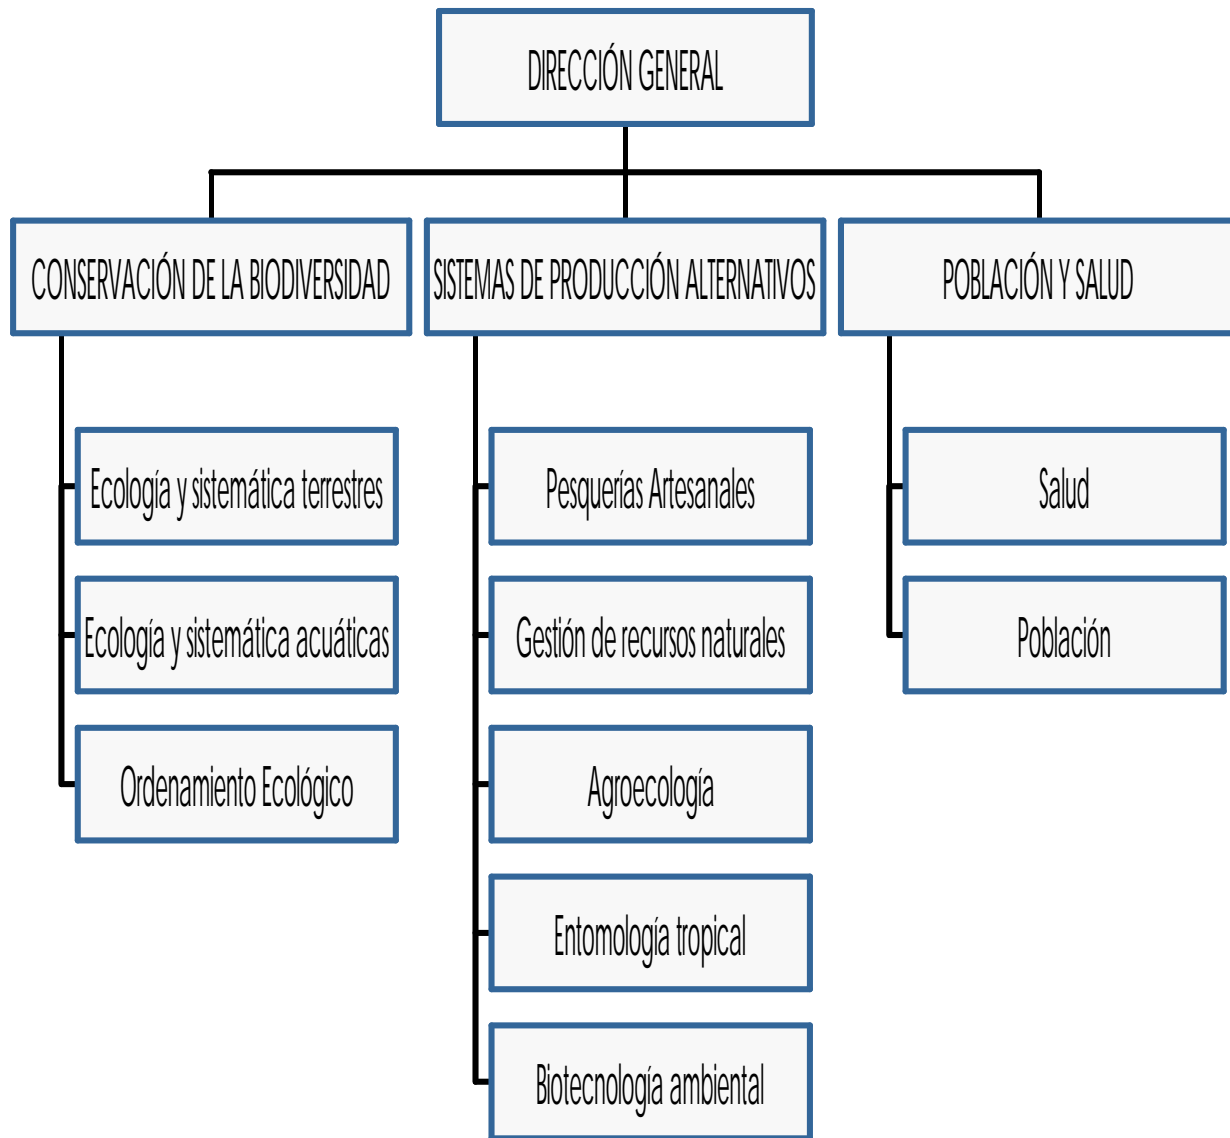 DIRECCIÓN GENERAL
CONSERVACIÓN DE LA BIODIVERSIDAD
SISTEMAS DE PRODUCCIÓN ALTERNATIVOS
POBLACIÓN Y SALUD
Ecología y sistemática terrestres
Pesquerías Artesanales
Salud
Ecología y sistemática acuáticas
Gestión de recursos naturales
Población
Ordenamiento Ecológico
Agroecología
Entomología tropical
Biotecnología ambiental